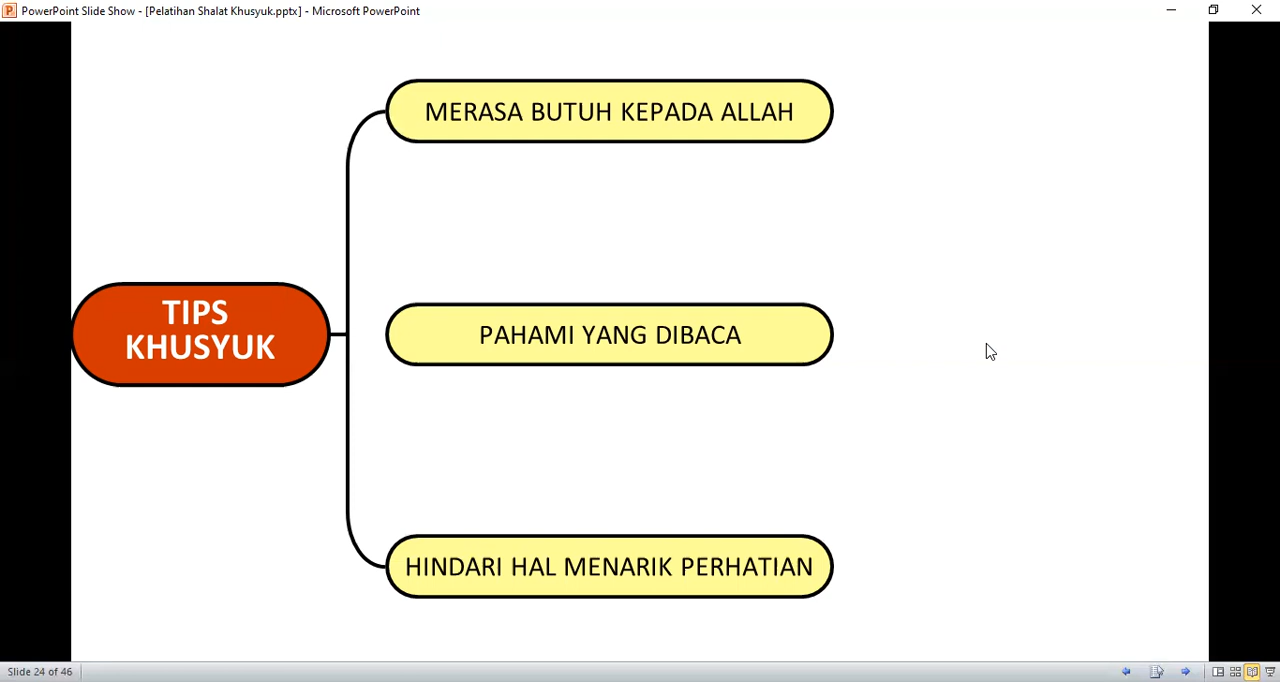 PowerPoint Slide Show - [Pelatihan Shalat Khusyuk.pptx] - Microsoft PowerPoint
MERASA BUTUH KEPADA ALLAH
TIPS
KHUSYUK
PAHAMI YANG DIBACA
HINDARI HAL MENARIK PERHATIAN
Slide 24 of 46